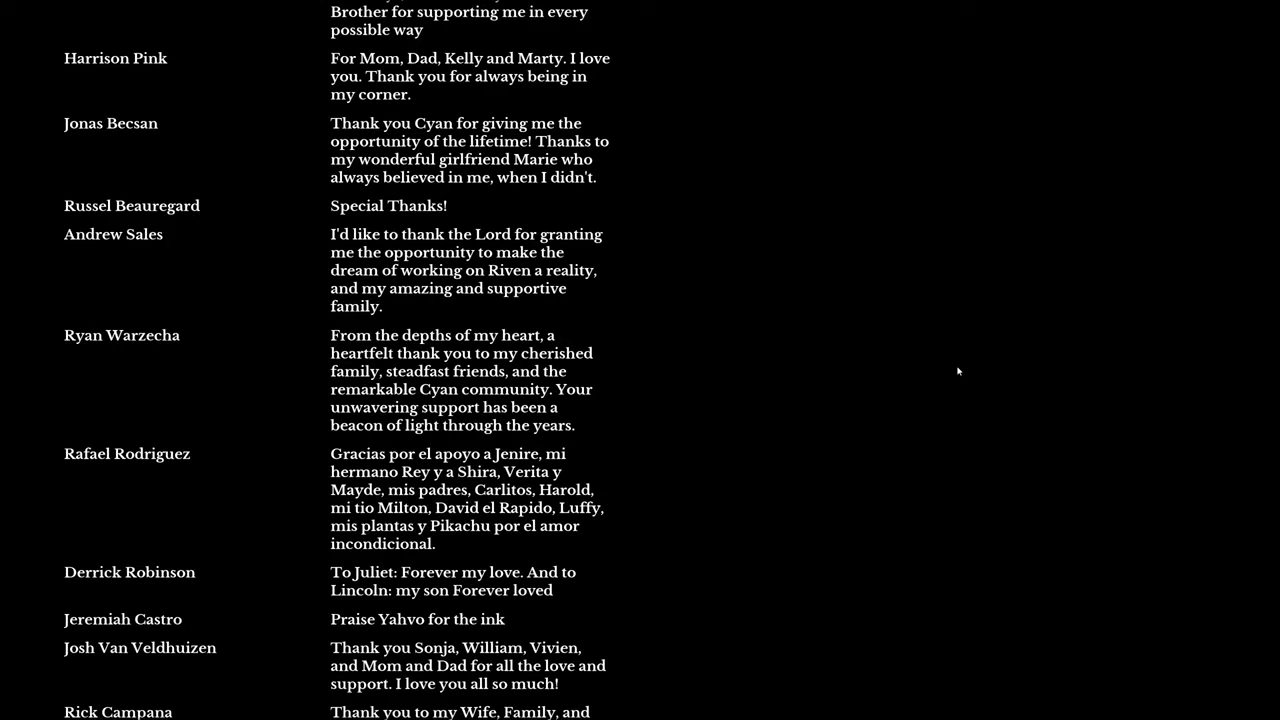 Brother for supporting me in every
possible way
Harrison Pink
For Mom, Dad, Kelly and Marty. I love
you. Thank you for always being in
my corner.
Jonas Becsan
Thank you Cyan for giving me the
opportunity of the lifetime! Thanks to
my wonderful girlfriend Marie who
always believed in me, when I didn't.
Russel Beauregard
Special Thanks!
Andrew Sales
I'd like to thank the Lord for granting
me the opportunity to make the
dream of working on Riven a reality,
and my amazing and supportive
family.
Ryan Warzecha
From the depths of my heart, a
heartfelt thank you to my cherished
family, steadfast friends, and the
remarkable Cyan community. Your
unwavering support has been a
beacon of light through the years.
Rafael Rodriguez
Gracias por el apoyo a Jenire, mi
hermano Rey y a Shira, Verita y
Mayde, mis padres, Carlitos, Harold,
mi tio Milton, David el Rapido, Luffy,
mis plantas y Pikachu por el amor
incondicional.
Derrick Robinson
To Juliet: Forever my love. And to
Lincoln: my son Forever loved
Jeremiah Castro
Praise Yahvo for the ink
Josh Van Veldhuizen
Thank you Sonja, William, Vivien,
and Mom and Dad for all the love and
support. I love you all so much!
Rick Campana
Thank you to my Wife, Family, and